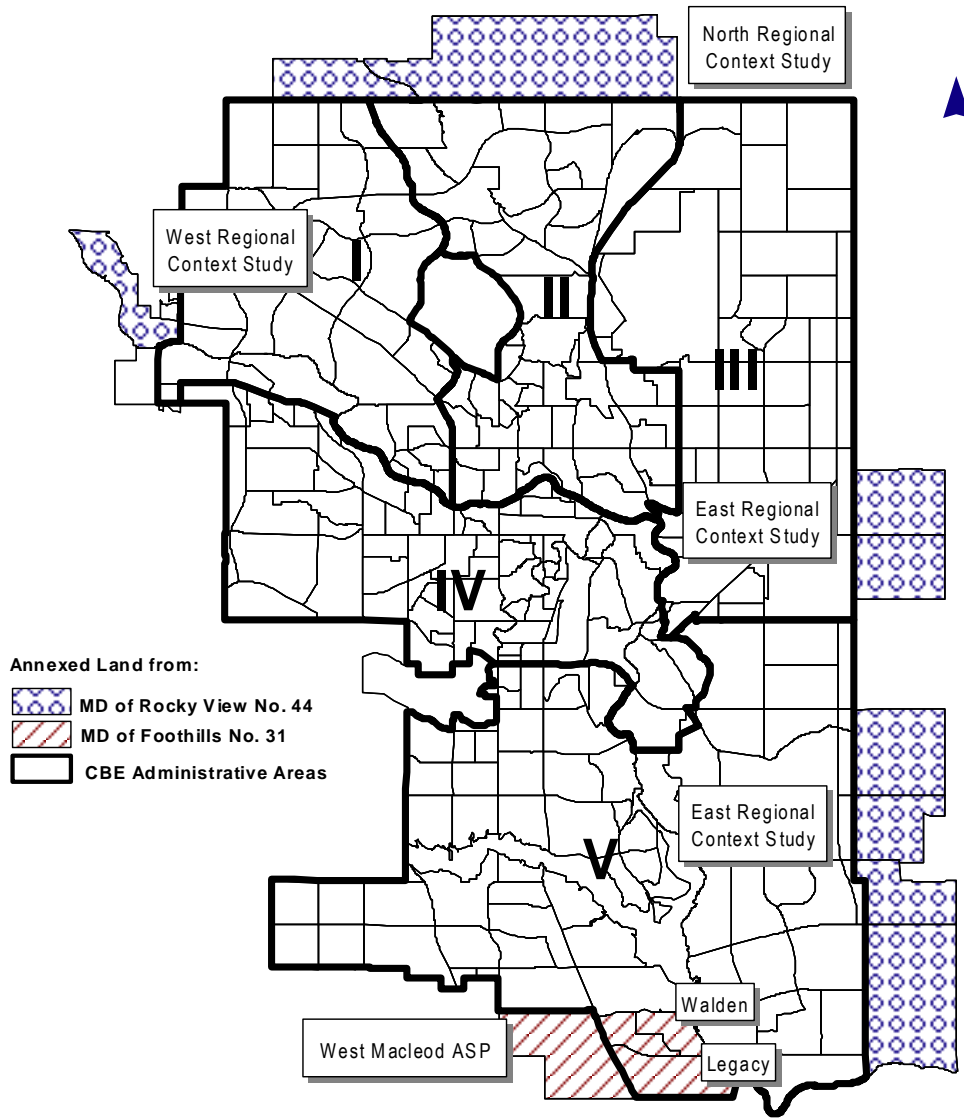 North Regional
Context Study
West Regional
Context Study
I
II
III
East Regional
Context Study
IV
Annexed Land from:
MD of Rocky View No. 44
MD of Foothills No. 31
CBE Administrative Areas
East Regional
Context Study
V
Walden
West Macleod ASP
Legacy